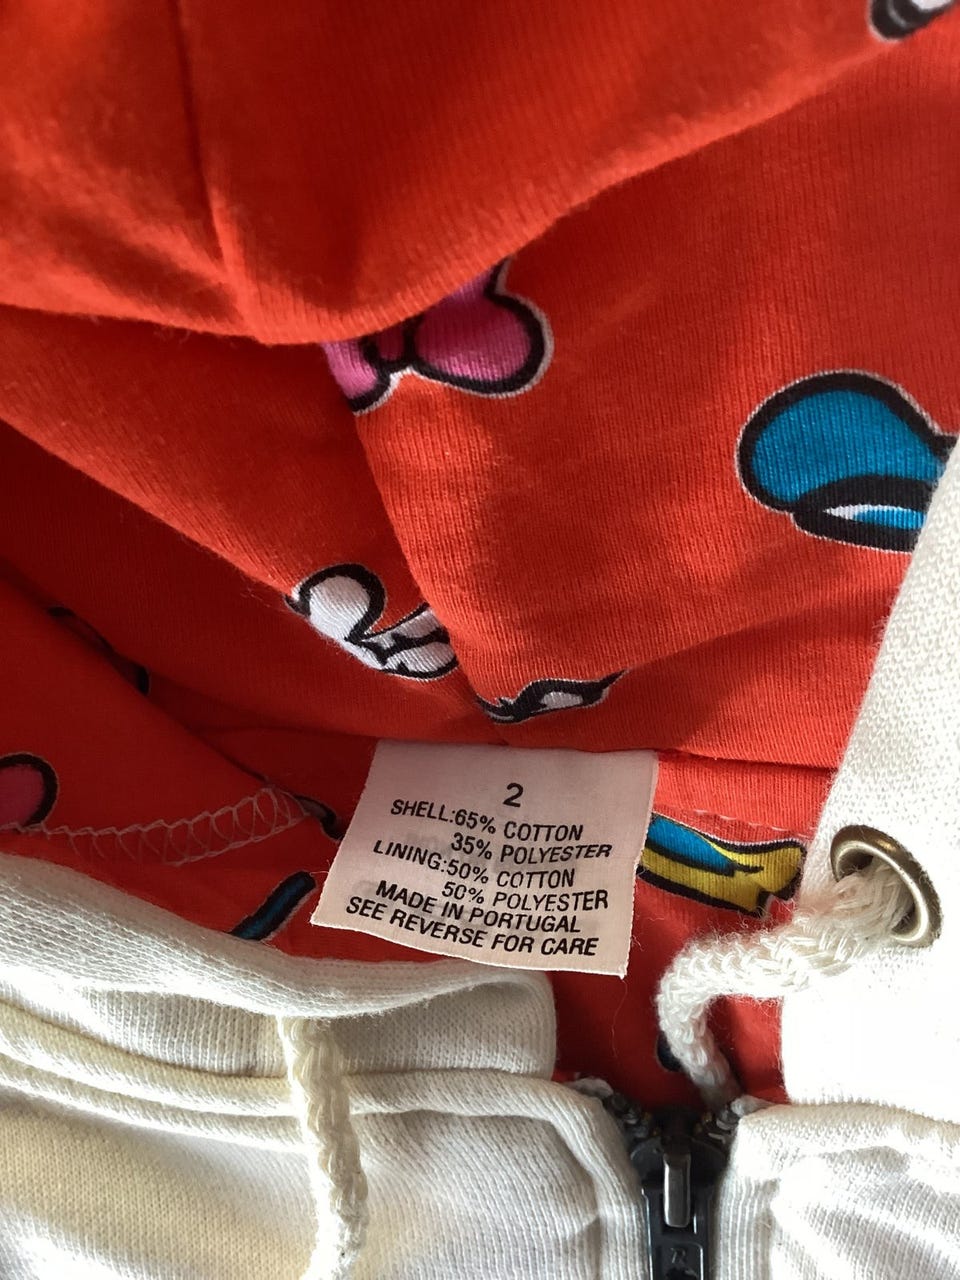 2
SHELL:65% COTTON
35% POLYESTER
LINING:50% COTTON
50% POLYESTER
MADE IN PORTUGAL
SEE REVERSE FOR CARE